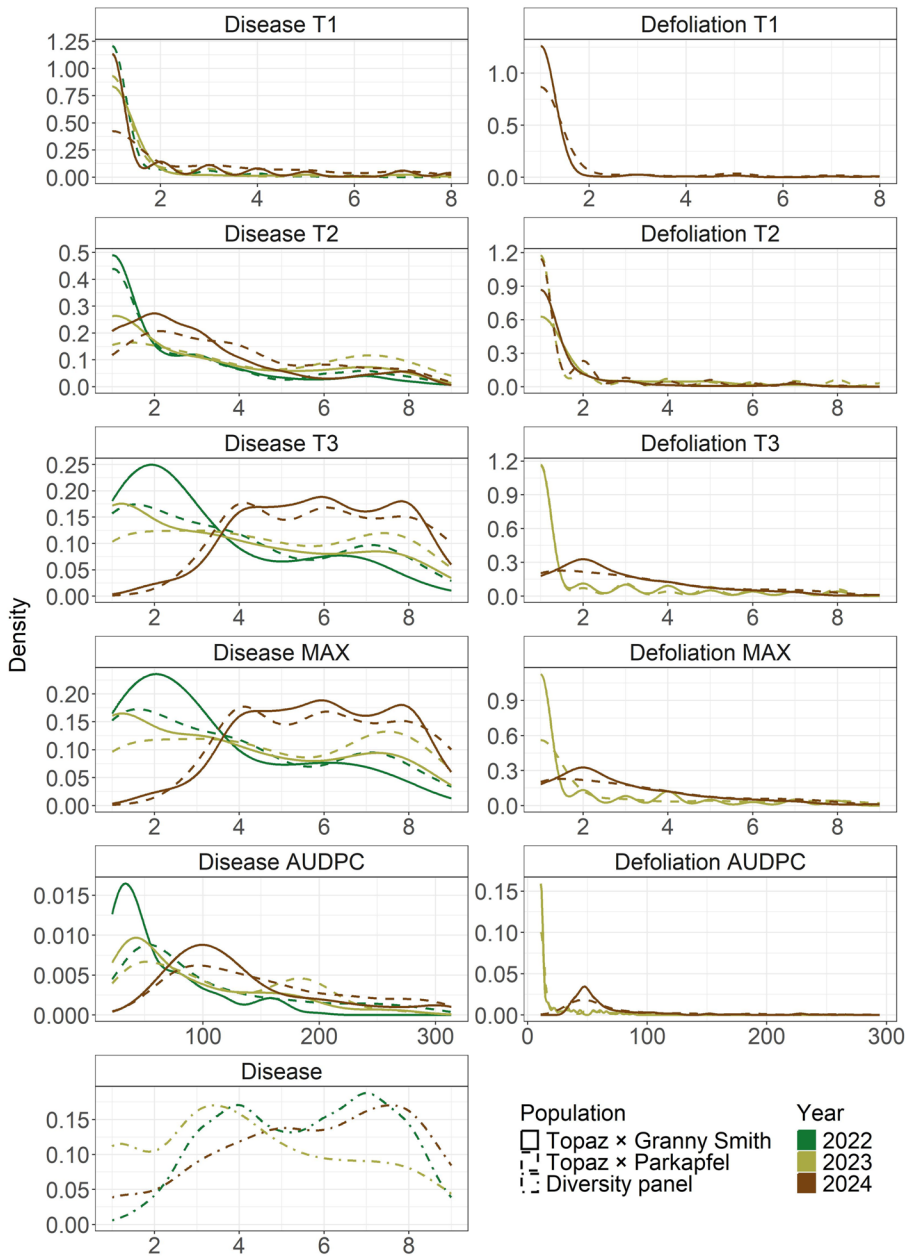 Disease T1
Defoliation T1
1.25
1.00
0.75
0.50
0.25
0.00
2 4 6 8
1.0
0.5
0.0
2 4 6 8
Disease T2
Defoliation T2
0.5
0.4
0.3
0.2
0.1
0.0
2 4 6 8
1.2
0.9
0.6
0.3
0.0
2 4 6 8
Disease T3
Defoliation T3
0.25
0.20
0.15
0.10
0.05
0.00
2 4 6 8
1.2
0.9
0.6
0.3
0.0
2 4 6 8
Density
Disease MAX
Defoliation MAX
0.20
0.15
0.10
0.05
0.00
2 4 6 8
0.9
0.6
0.3
0.0
2 4 6 8
Disease AUDPC
Defoliation AUDPC
0.015
0.010
0.005
0.000
100 200 300
0.15
0.10
0.05
0.00
0 100 200 300
Disease
0.15
0.10
0.05
0.00
2 4 6 8
Population
Topaz × Granny Smith
Topaz × Parkapfel
Diversity panel
Year
2022
2023
2024